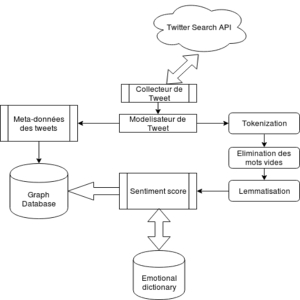 Twitter Search API
Collecteur de
Tweet
Meta-données
des tweets
Modelisateur de
Tweet
Tokenization
Elimination des
mots vides
Graph
Database
Sentiment score
Lemmatisation
Emotional
dictionary